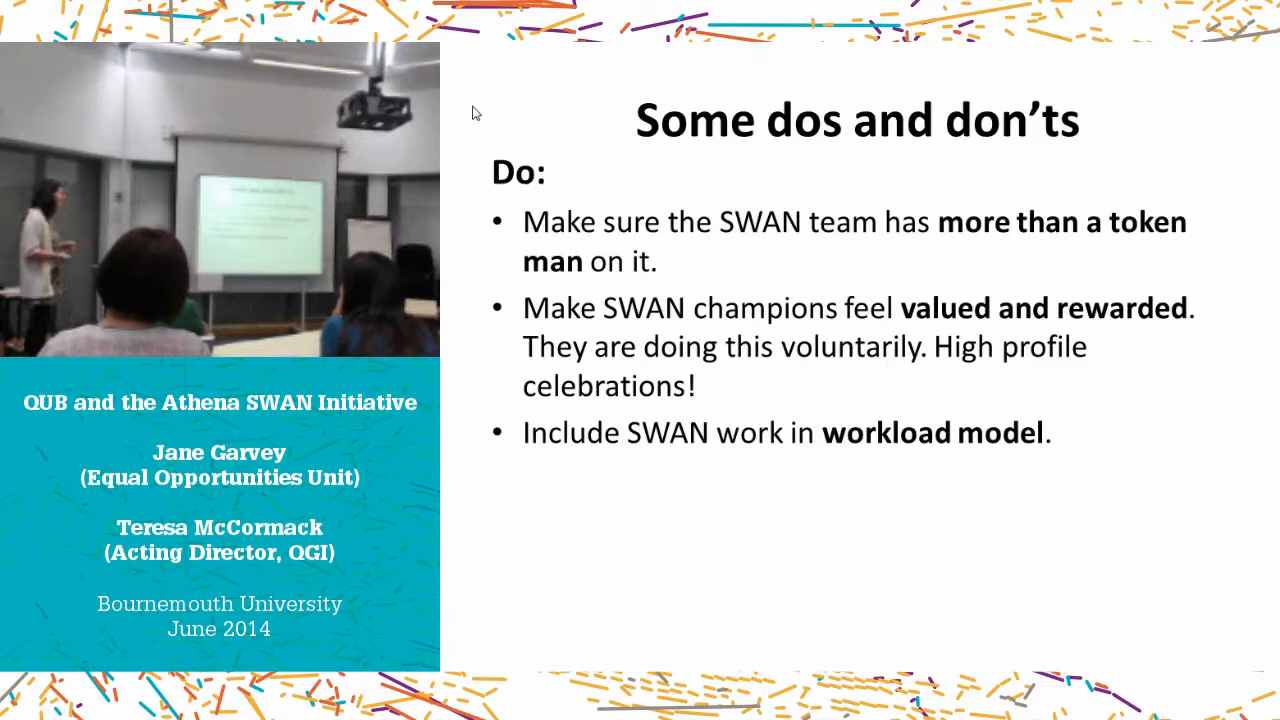 Some dos and don'ts
Do:
• Make sure the SWAN team has more than a token
man on it.
• Make SWAN champions feel valued and rewarded.
They are doing this voluntarily. High profile
celebrations!
• Include SWAN work in workload model.
QUB and the Athena SWAN Initiative
Jane Garvey
(Equal Opportunities Unit)
Teresa McCormack
(Acting Director, QGI)
Bournemouth University
June 2014